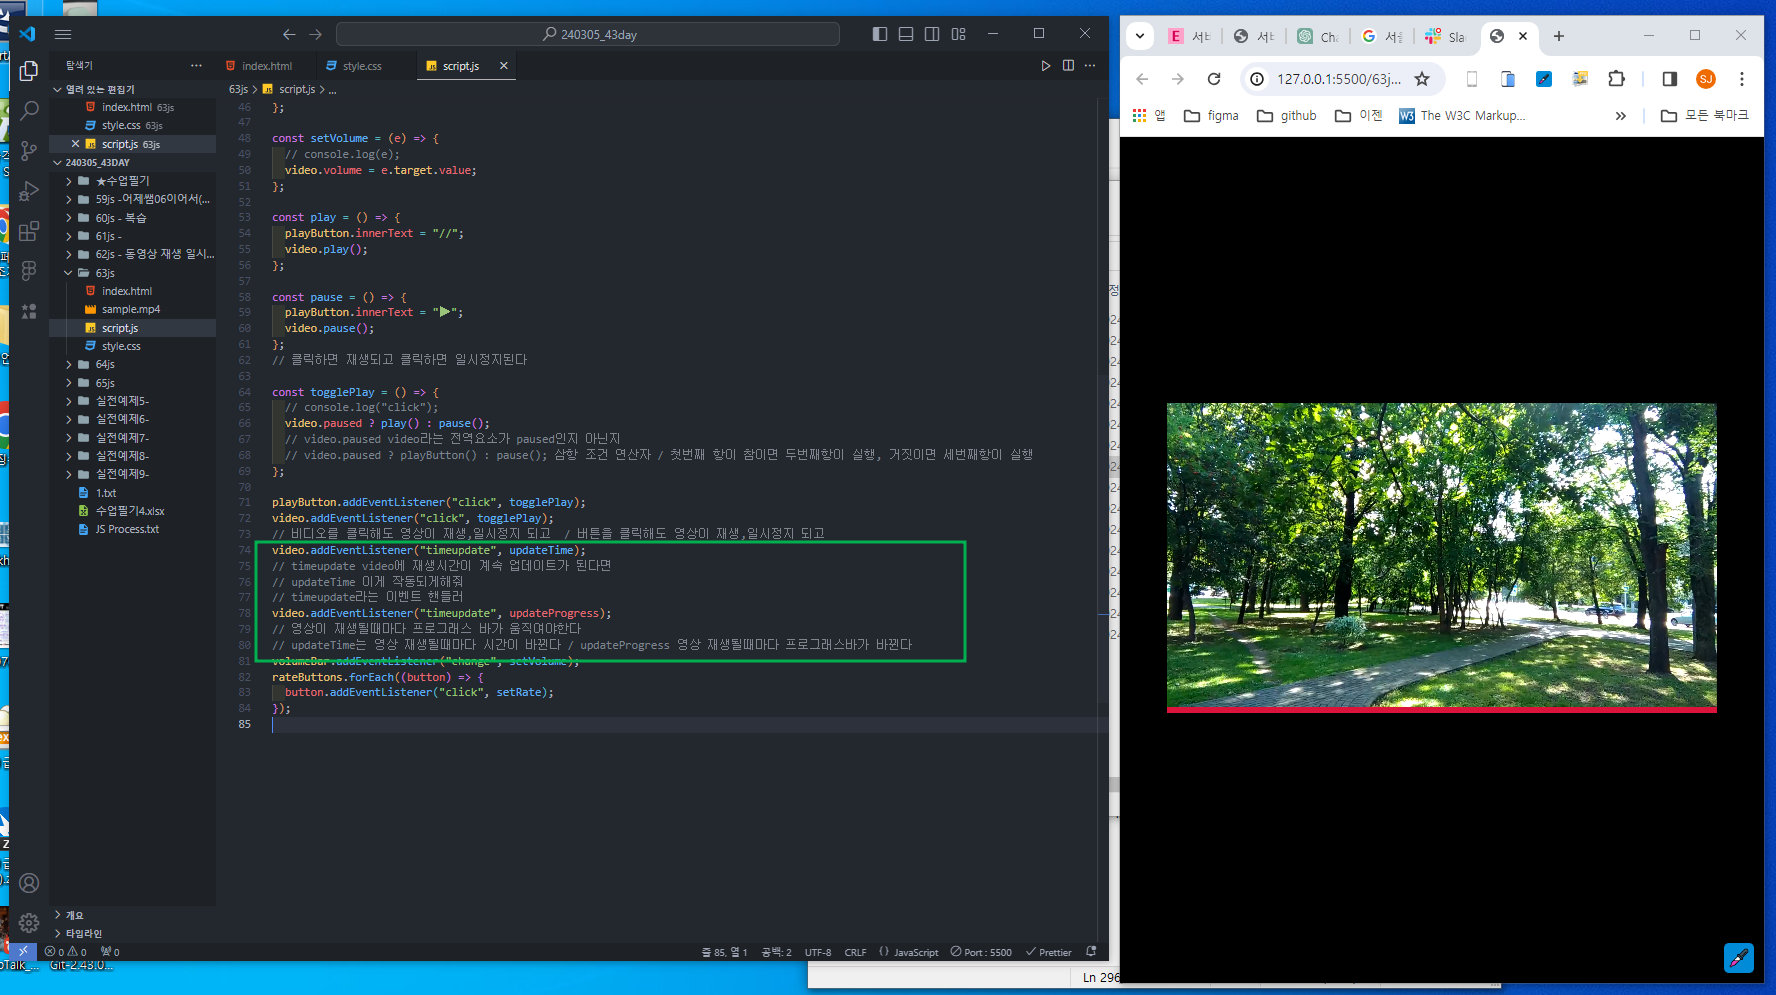 240305_43day
탐색기
index.html
style.css
script.js
열려 있는 편집기
index.html 63js
style.css 63js
script.js 63js
240305_43DAY
★수업필기
59js -어제쌤06이어서(...
60js - 복습
61js -
62js - 동영상 재생 일시...
63js
index.html
sample.mp4
script.js
style.css
64js
65js
실전예제5-
실전예제6-
실전예제7-
실전예제8-
실전예제9-
1.txt
수업필기4.xlsx
JS Process.txt
개요
타임라인
63js > script.js > ...
46 };
47
48 const setVolume = (e) => {
49 // console.log(e);
50 video.volume = e.target.value;
51 };
52
53 const play = () => {
54 playButton.innerText = "//";
55 video.play();
56 };
57
58 const pause = () => {
59 playButton.innerText = "▶";
60 video.pause();
61 };
62 // 클릭하면 재생되고 클릭하면 일시정지된다
63
64 const togglePlay = () => {
65 // console.log("click");
66 video.paused ? play() : pause();
67 // video.paused video라는 전역요소가 paused인지 아닌지
68 // video.paused ? playButton() : pause(); 삼항 조건 연산자 / 첫번째 항이 참이면 두번째항이 실행, 거짓이면 세번째항이 실행
69 };
70
71 playButton.addEventListener("click", togglePlay);
72 video.addEventListener("click", togglePlay);
73 // 비디오를 클릭해도 영상이 재생,일시정지 되고 / 버튼을 클릭해도 영상이 재생,일시정지 되고
74 video.addEventListener("timeupdate", updateTime);
75 // timeupdate video에 재생시간이 계속 업데이트가 된다면
76 // updateTime 이게 작동되게해줘
77 // timeupdate라는 이벤트 핸들러
78 video.addEventListener("timeupdate", updateProgress);
79 // 영상이 재생될때마다 프로그래스 바가 움직여야한다
80 // updateTime는 영상 재생될때마다 시간이 바뀐다 / updateProgress 영상 재생될때마다 프로그래스바가 바뀐다
81 volumeBar.addEventListener("change", setVolume);
82 rateButtons.forEach((button) => {
83 button.addEventListener("click", setRate);
84 });
85
0 0 0
줄 85, 열 1 공백: 2 UTF-8 CRLF {} JavaScript Port : 5500 Prettier
Git-2.43.0...
Ln 296
서비 Cha Sla
127.0.0.1:5500/63j...
SJ
앱 figma github 이젠 The W3C Markup... » 모든 북마크